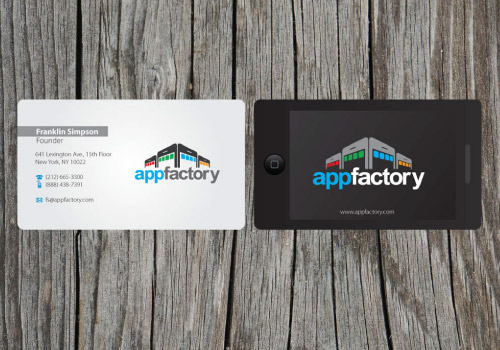 Franklin Simpson
Founder
641 Lexington Ave, 15th Floor
New York, NY 10022
(212) 665-3300
(888) 438-7391
fs@appfactory.com
appfactory
appfactory
www.appfactory.com